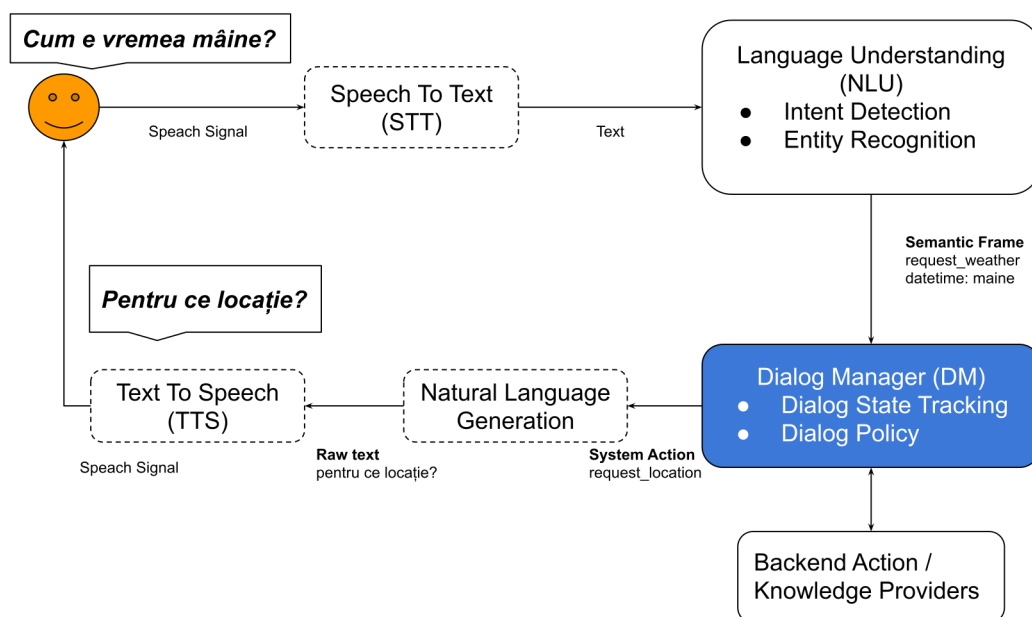 Cum e vremea mâine?
Speech To Text
(STT)
Language Understanding
(NLU)
● Intent Detection
● Entity Recognition
Speach Signal
Text
Semantic Frame
request_weather
datetime: maine
Pentru ce locație?
Text To Speech
(TTS)
Natural Language
Generation
Dialog Manager (DM)
● Dialog State Tracking
● Dialog Policy
Speach Signal
Raw text
pentru ce locație?
System Action
request_location
Backend Action /
Knowledge Providers